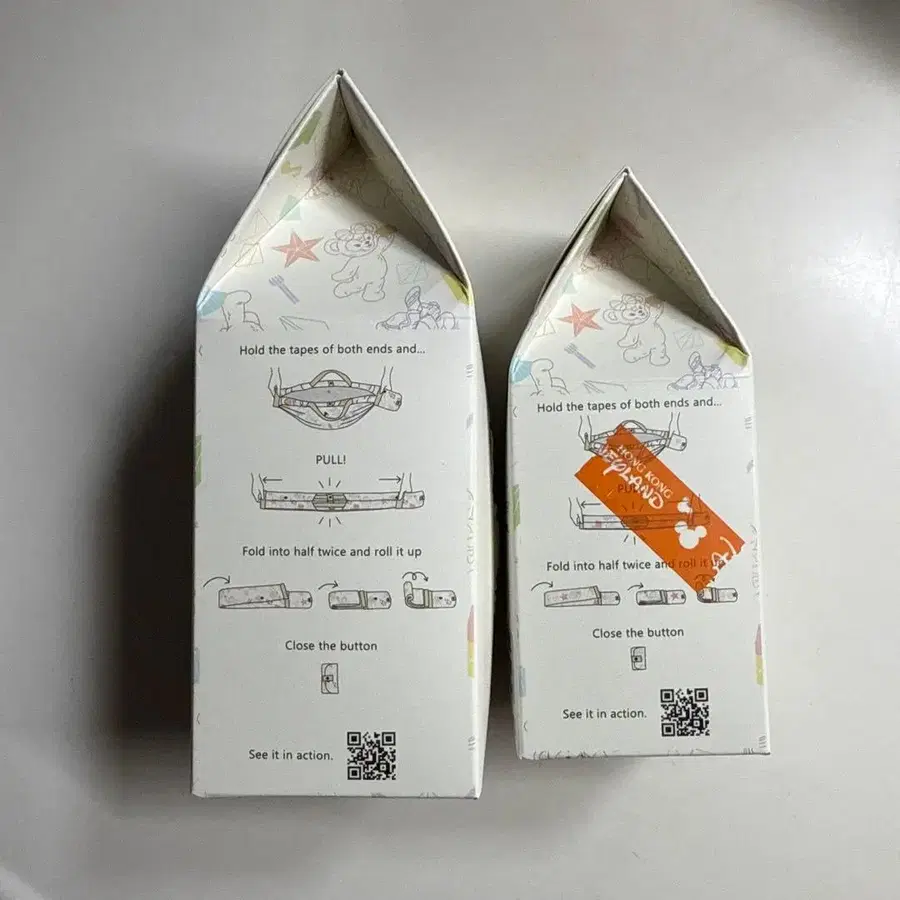 Hold the tapes of both ends and...
PULL!
Fold into half twice and roll it up
Close the button
See it in action.
Hold the tapes of both ends and...
HONG KONG
PULL!
Fold into half twice and roll it up
Close the button
See it in action.